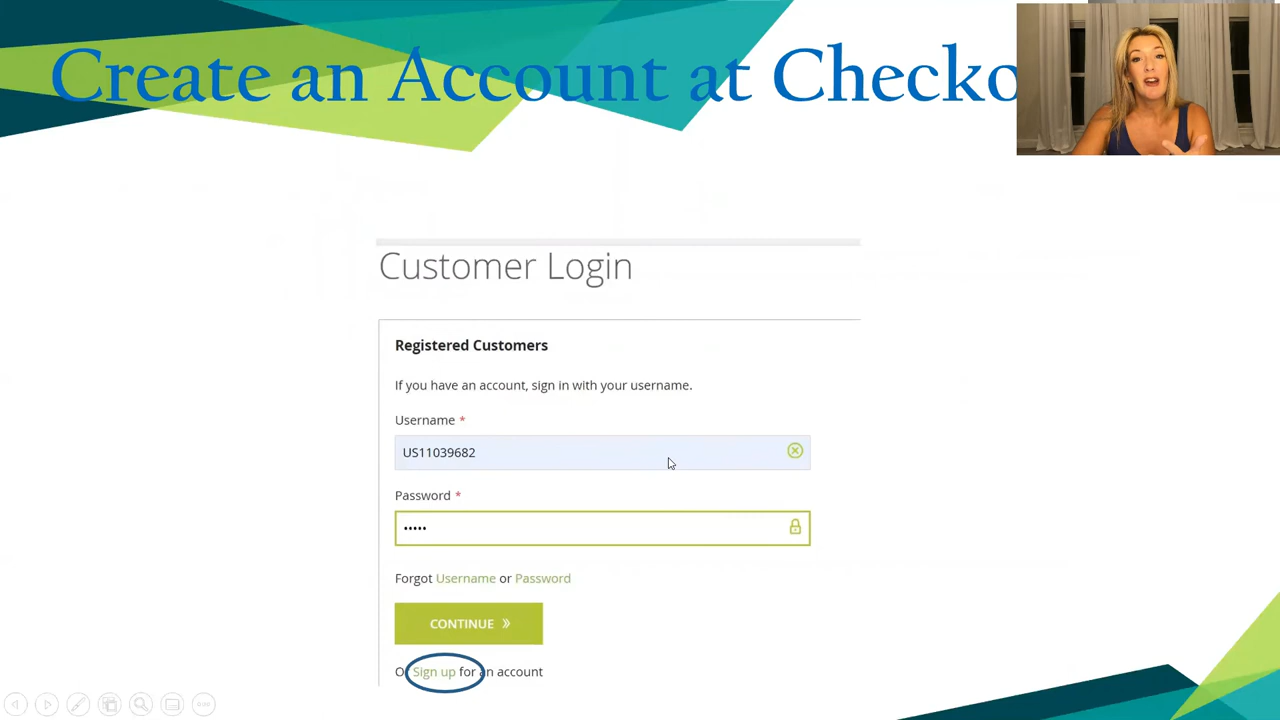 Create an Account at Checko
Customer Login
Registered Customers
If you have an account, sign in with your username.
Username *
US11039682
Password *
•••••
Forgot Username or Password
CONTINUE »
Or Sign up for an account